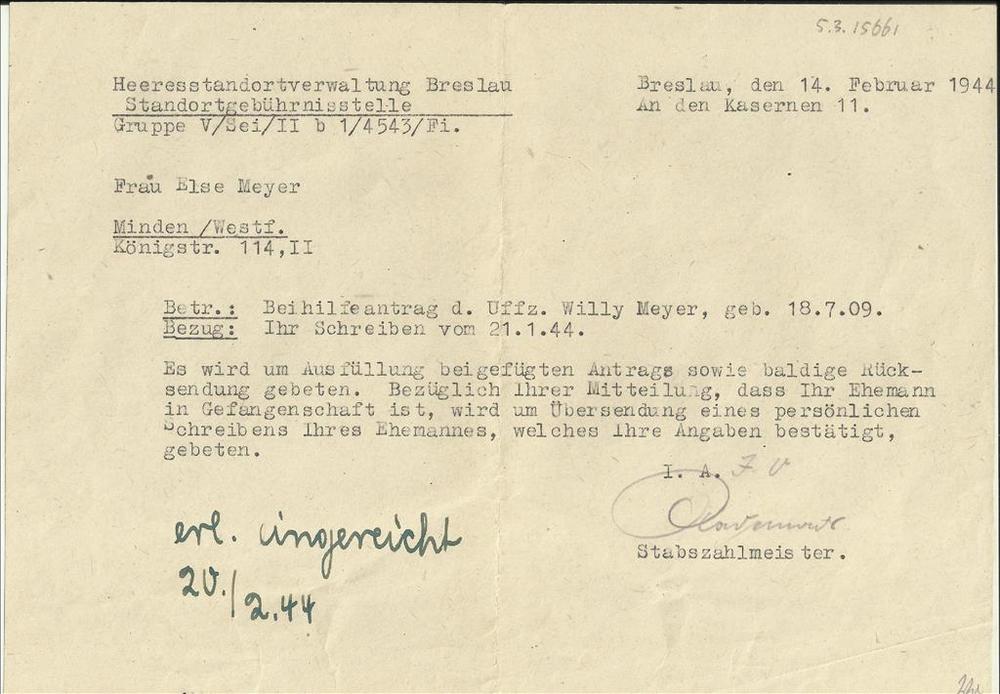 5.3.15661
Heeresstandortverwaltung Breslau
Standortgebührnisstelle
Gruppe V/Sei/II b 1/4543/Fi.
Breslau, den 14. Februar 1944
An den Kasernen 11.
Frau Else Meyer
Minden /Westf.
Königstr. 114,II
Betr.: Beihilfeantrag d. Uffz. Willy Meyer, geb. 18.7.09.
Bezug: Ihr Schreiben vom 21.1.44.
Es wird um Ausfüllung beigefügten Antrags sowie baldige Rück-
sendung gebeten. Bezüglich Ihrer Mitteilung, dass Ihr Ehemann
in Gefangenschaft ist, wird um Übersendung eines persönlichen
Schreibens Ihres Ehemannes, welches Ihre Angaben bestätigt,
gebeten.
I. A.
Stabszahlmeister.
erl. eingereicht
20./2.44